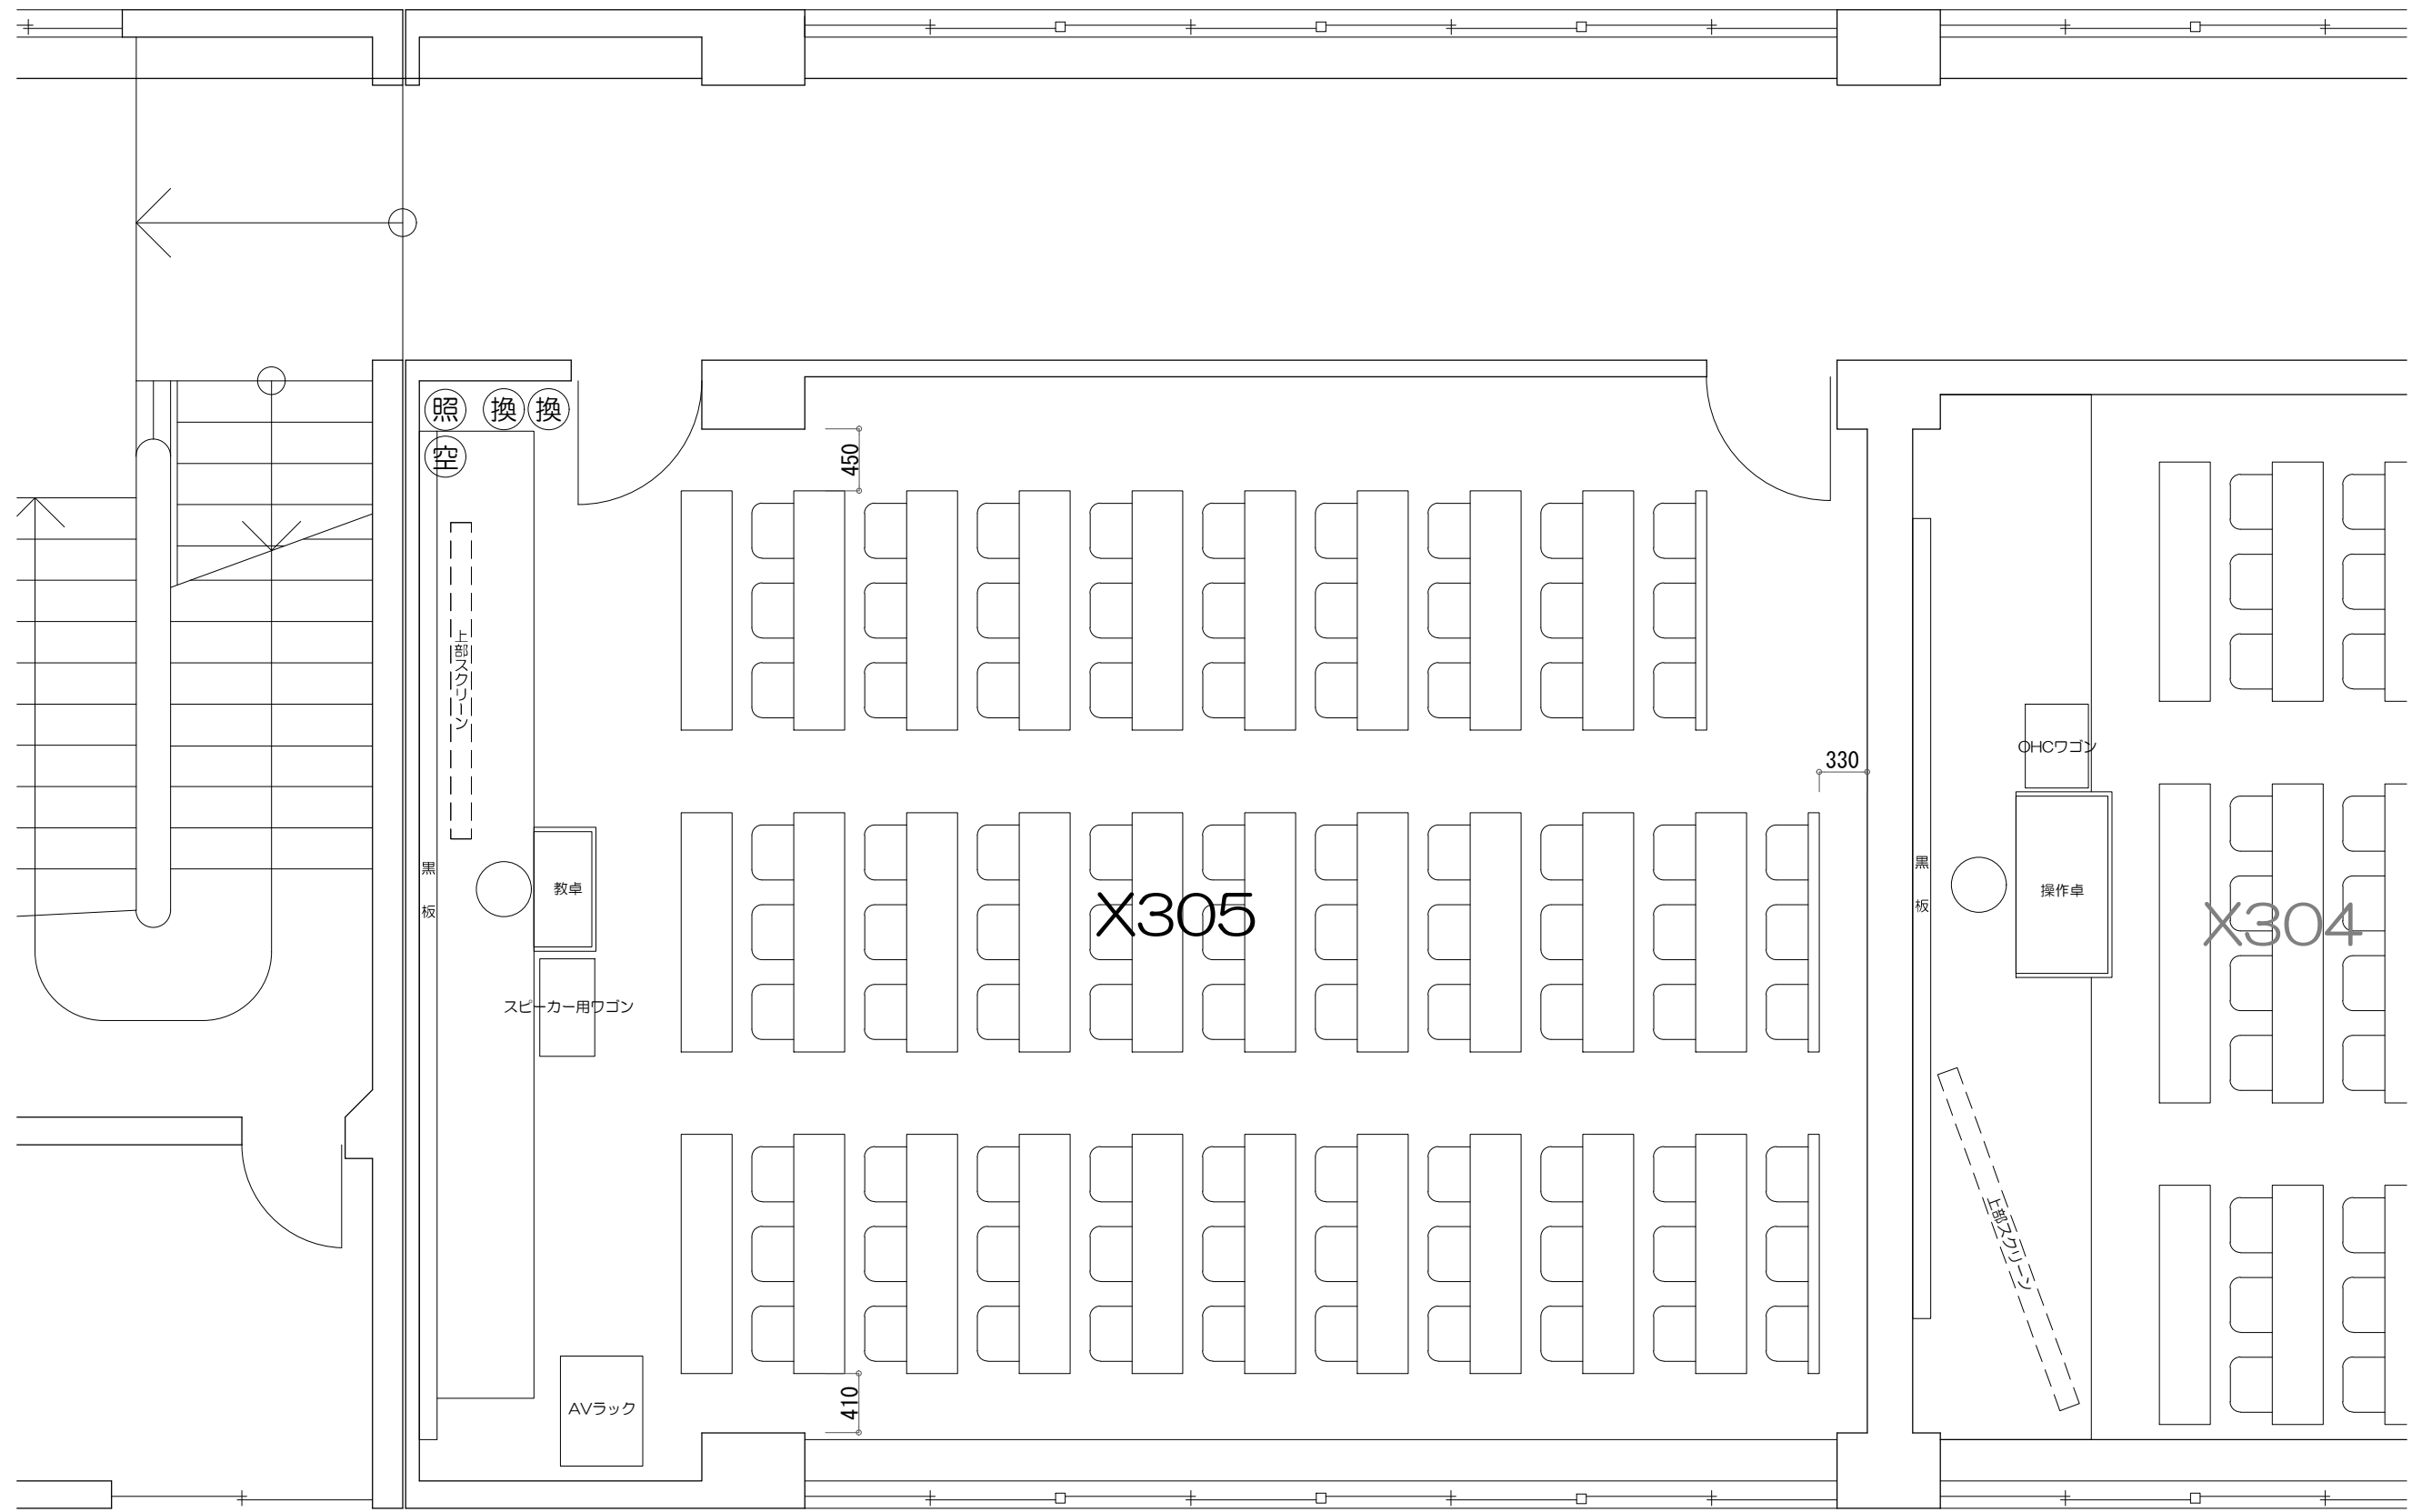 照
換
換
空
450
上部スクリーン
OHCワゴン
330
黒板
教卓
黒板
操作卓
X305
X304
スピーカー用ワゴン
上部スクリーン
410
AVラック